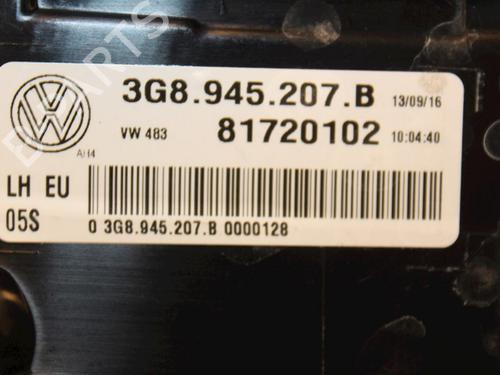 3G8.945.207.B 13/09/16
VW 483 81720102 10:04:40
AH4
LH EU
05S
0 3G8.945.207.B 0000128